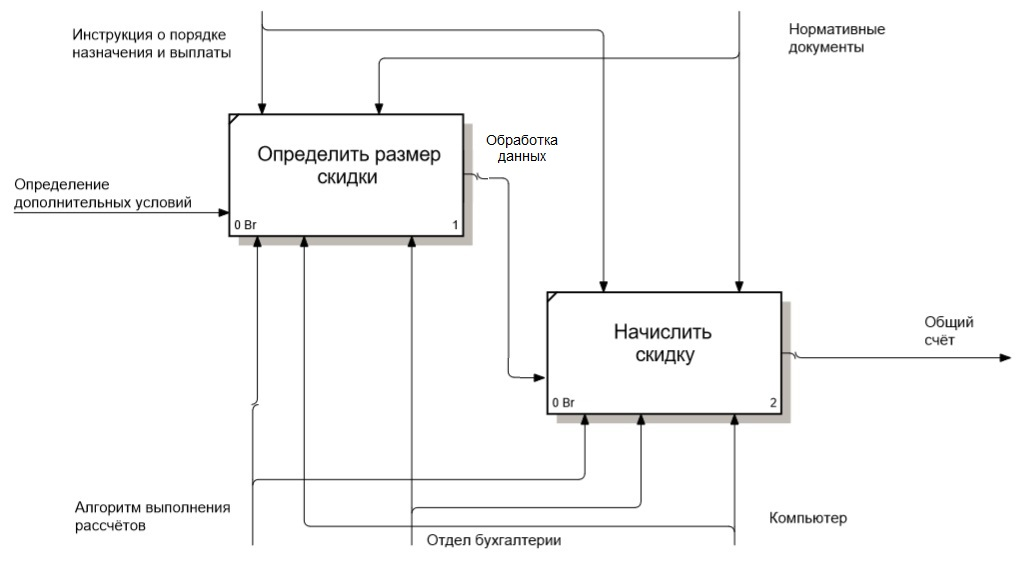 Инструкция о порядке
назначения и выплаты
Нормативные
документы
Определить размер
скидки
0 Br
1
Обработка
данных
Определение
дополнительных условий
Начислить
скидку
0 Br
2
Общий
счёт
Алгоритм выполнения
рассчётов
Отдел бухгалтерии
Компьютер